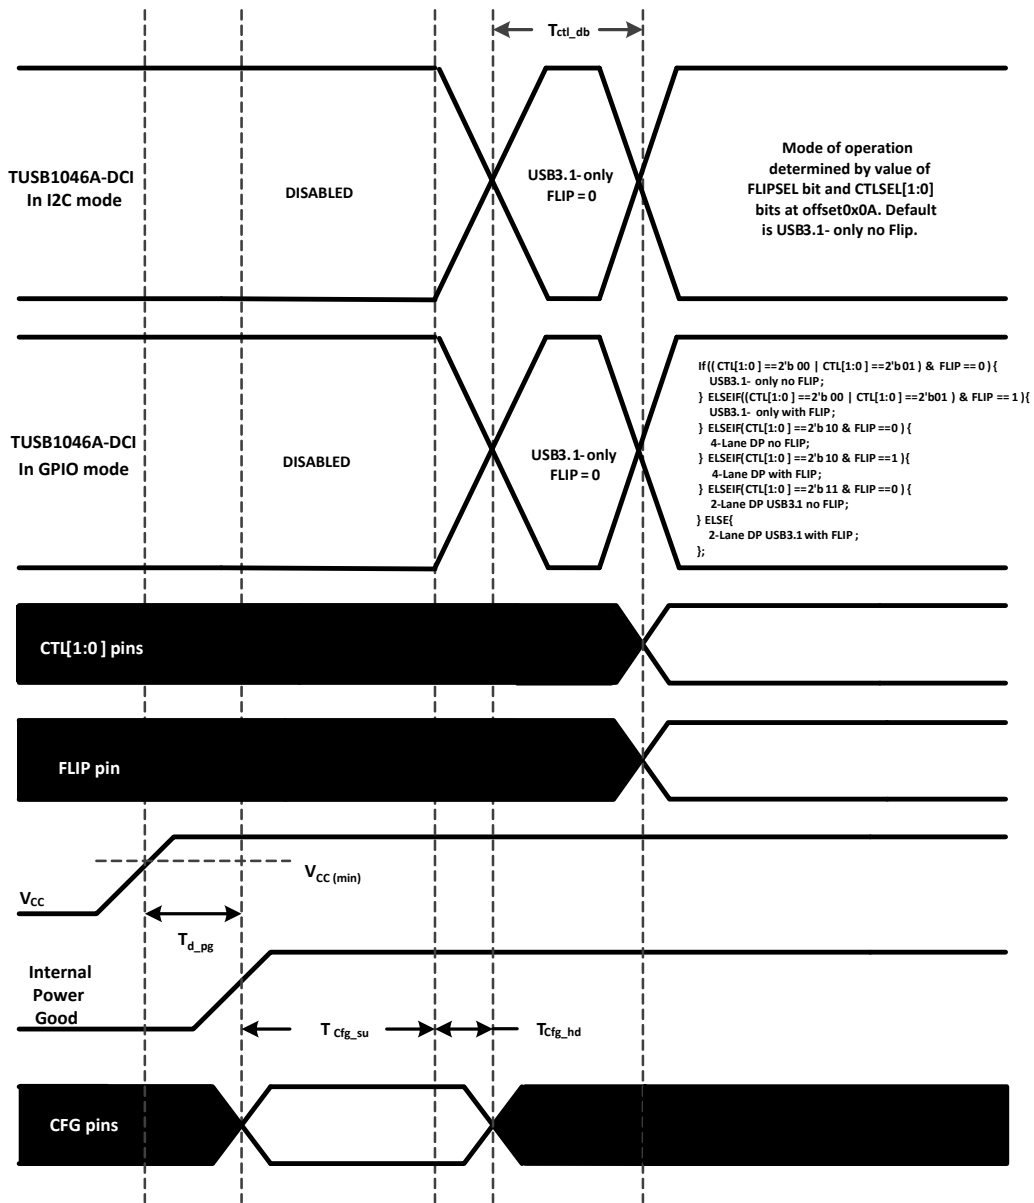 Tctl_db
TUSB1046A-DCI
In I2C mode
DISABLED
USB3.1- only
FLIP = 0
Mode of operation
determined by value of
FLIPSEL bit and CTLSEL[1:0]
bits at offset0x0A. Default
is USB3.1- only no Flip.
TUSB1046A-DCI
In GPIO mode
DISABLED
USB3.1- only
FLIP = 0
If (( CTL[1:0 ] ==2'b 00 | CTL[1:0 ] ==2'b 01 ) & FLIP == 0 ) {
USB3.1- only no FLIP ;
} ELSEIF((CTL[1:0 ] ==2'b 00 | CTL[1:0 ] ==2'b01 ) & FLIP == 1 ){
USB3.1- only with FLIP ;
} ELSEIF(CTL[1:0 ] ==2'b 10 & FLIP ==0 ) {
4-Lane DP no FLIP;
} ELSEIF(CTL[1:0 ] ==2'b 10 & FLIP ==1 ){
4-Lane DP with FLIP ;
} ELSEIF(CTL[1:0 ] ==2'b 11 & FLIP ==0 ) {
2-Lane DP USB3.1 no FLIP;
} ELSE{
2-Lane DP USB3.1 with FLIP ;
};
CTL[1:0 ] pins
FLIP pin
VCC (min)
VCC
Td_pg
Internal
Power
Good
T Cfg_su
TCfg_hd
CFG pins